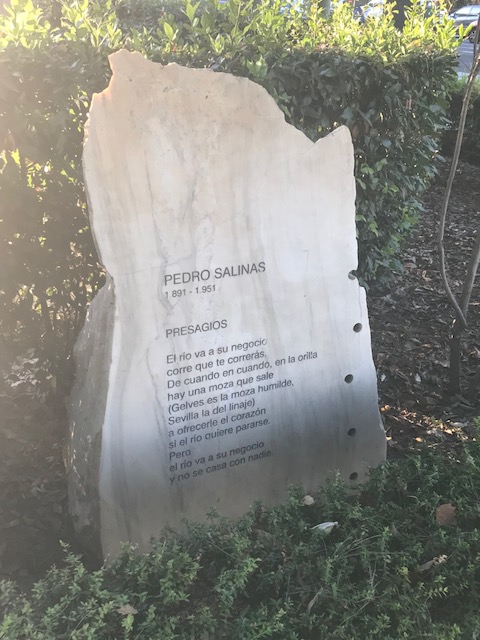 PEDRO SALINAS
1.891 - 1.951
PRESAGIOS
El río va a su negocio
corre que te correrás,
De cuando en cuando, en la orilla
hay una moza que sale
(Gelves es la moza humilde,
Sevilla la del linaje)
a ofrecerle el corazón
si el río quiere pararse.
Pero
el río va a su negocio
y no se casa con nadie.